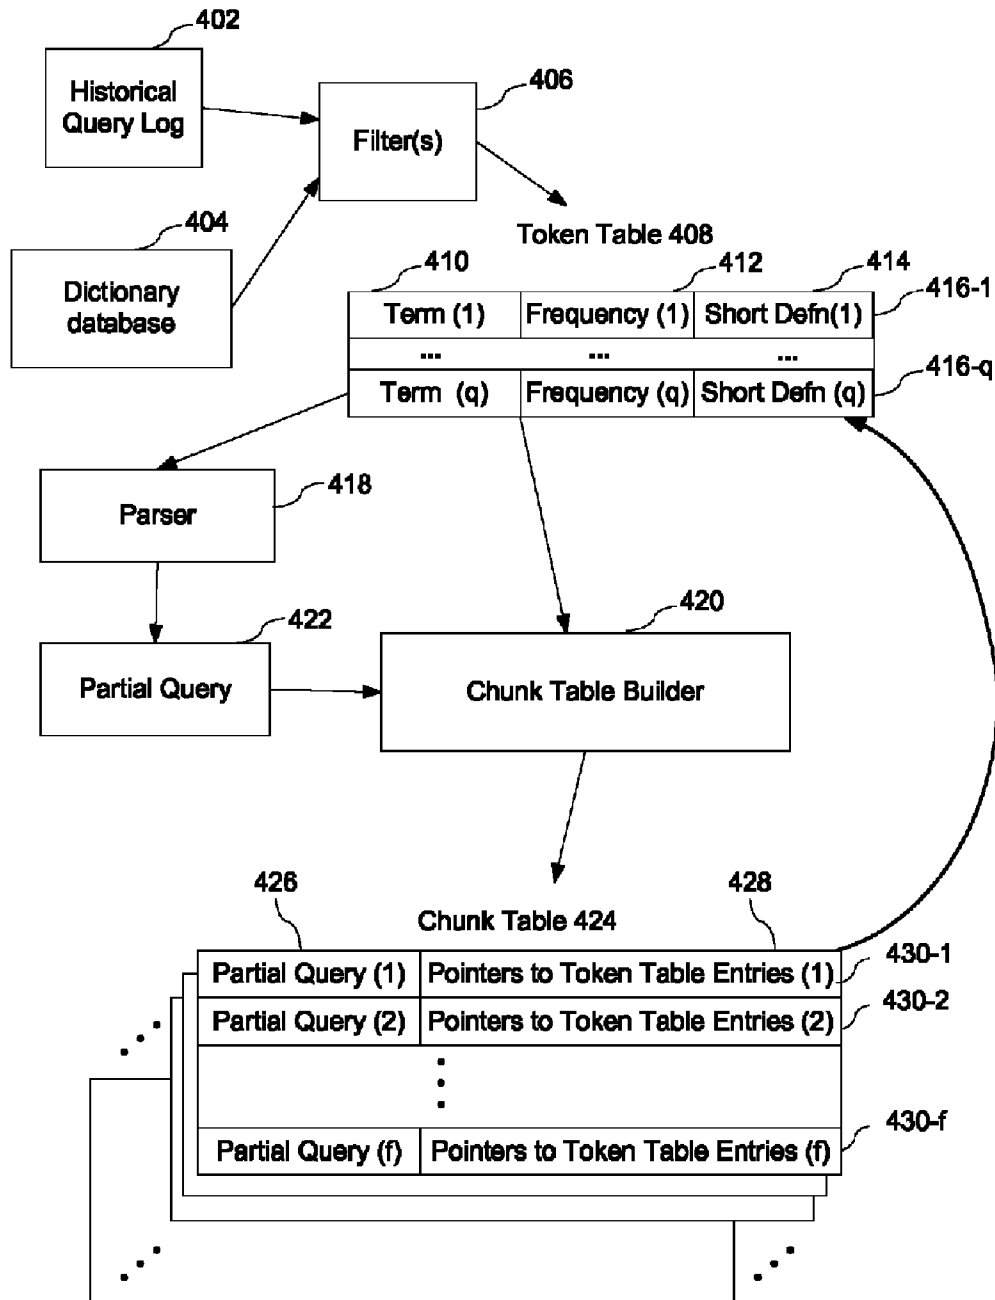 402
Historical
Query Log
406
Filter(s)
404
Dictionary
database
Token Table 408
410
412
414
416-1
Term (1) Frequency (1) Short Defn(1)
... ... ...
416-q
Term (q) Frequency (q) Short Defn (q)
418
Parser
420
422
Partial Query
Chunk Table Builder
426
428
Chunk Table 424
430-1
Partial Query (1) Pointers to Token Table Entries (1)
430-2
Partial Query (2) Pointers to Token Table Entries (2)
430-f
Partial Query (f) Pointers to Token Table Entries (f)